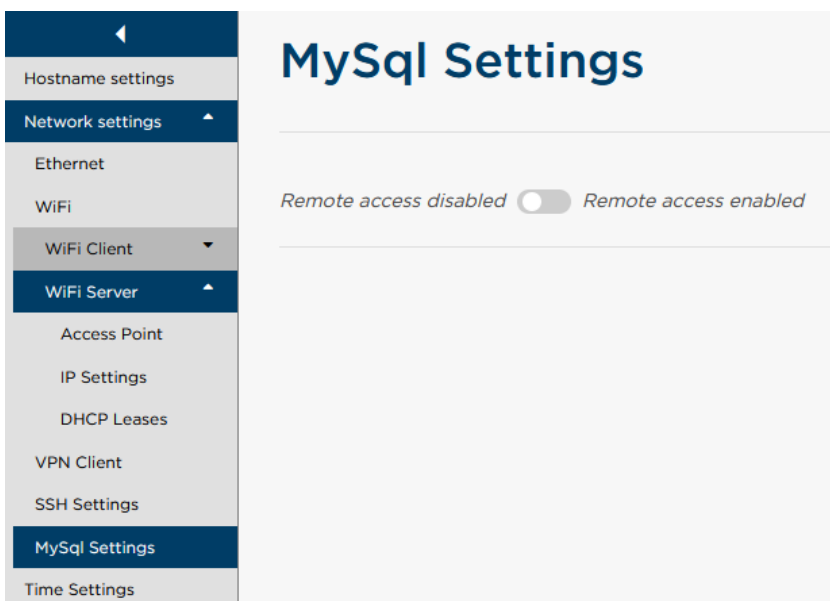 Hostname settings
Network settings
Ethernet
WiFi
WiFi Client
WiFi Server
Access Point
IP Settings
DHCP Leases
VPN Client
SSH Settings
MySql Settings
Time Settings
MySql Settings
Remote access disabled Remote access enabled